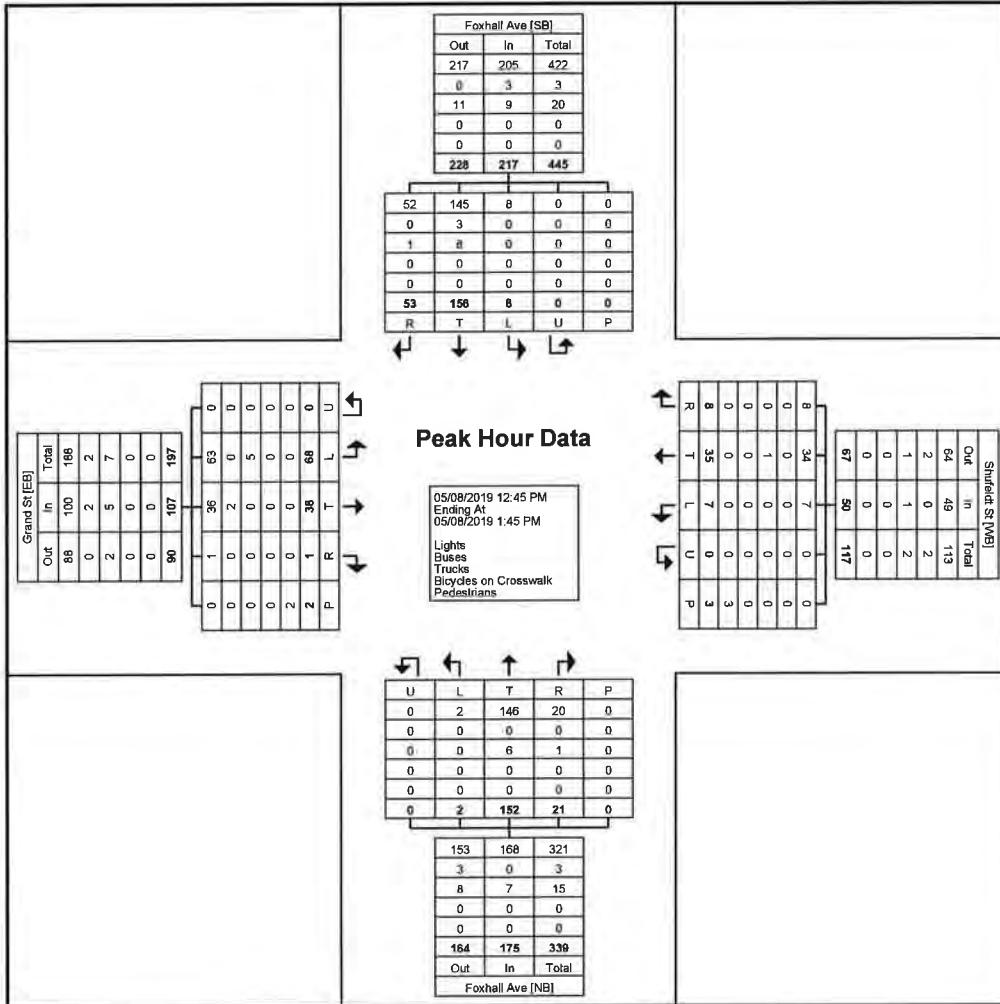 Foxhall Ave [SB]
Out In Total
217 205 422
0 3 3
11 9 20
0 0 0
0 0 0
228 217 445
52 145 8 0 0
0 3 0 0 0
1 8 0 0 0
0 0 0 0 0
0 0 0 0 0
53 156 8 0 0
R T L U P
Grand St [EB]
Total 188 2 7 0 0 197
In 100 2 5 0 0 107
Out 88 0 2 0 0 90
0 0 0 0 0 0 U
63 0 5 0 0 68 L
36 2 0 0 0 38 T
1 0 0 0 0 1 R
0 0 0 0 2 2 P
Peak Hour Data
05/08/2019 12:45 PM
Ending At
05/08/2019 1:45 PM
Lights
Buses
Trucks
Bicycles on Crosswalk
Pedestrians
R 8 0 0 0 0 8
T 35 0 0 1 0 34
L 7 0 0 0 0 7
U 0 0 0 0 0 0
P 3 3 0 0 0 0
67 0 0 1 2 64 Out
50 0 0 1 0 49 In
117 0 0 2 2 113 Total
Shufeldt St [WB]
U L T R P
0 2 146 20 0
0 0 0 0 0
0 0 6 1 0
0 0 0 0 0
0 0 0 0 0
0 2 152 21 0
153 168 321
3 0 3
8 7 15
0 0 0
0 0 0
164 175 339
Out In Total
Foxhall Ave [NB]